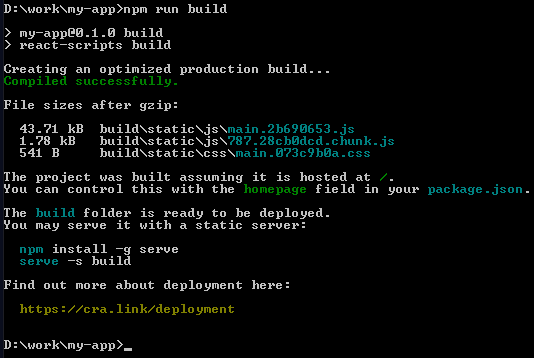 D:\work\my-app>npm run build
> my-app@0.1.0 build
> react-scripts build
Creating an optimized production build...
Compiled successfully.
File sizes after gzip:
43.71 kB  build\static\js\main.2b690653.js
1.78 kB  build\static\js\787.28cb0dcd.chunk.js
541 B  build\static\css\main.073c9b0a.css
The project was built assuming it is hosted at /.
You can control this with the homepage field in your package.json.
The build folder is ready to be deployed.
You may serve it with a static server:
npm install -g serve
serve -s build
Find out more about deployment here:
https://cra.link/deployment
D:\work\my-app>_